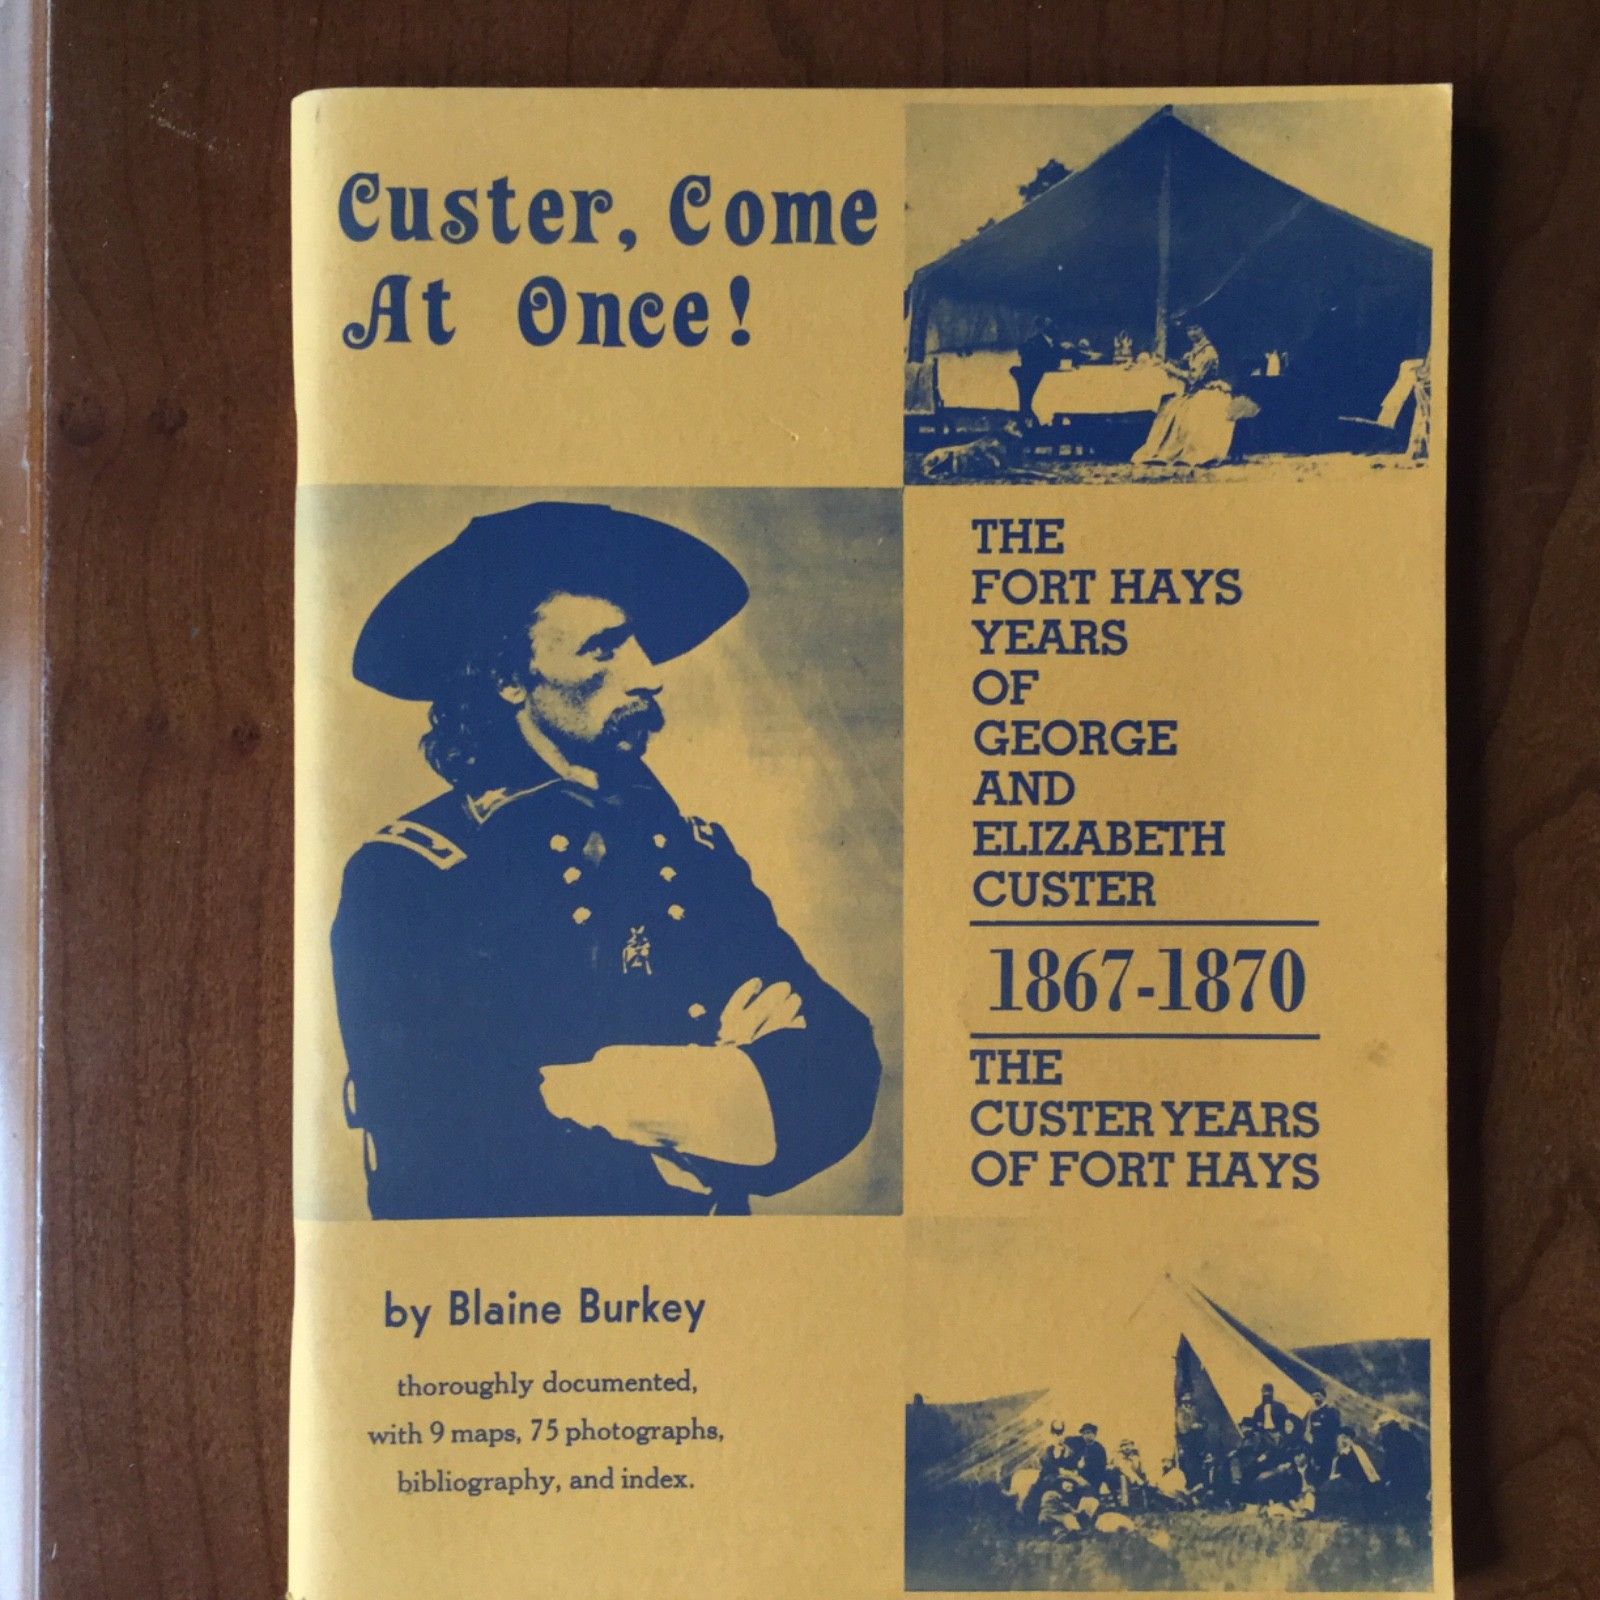 Custer, Come
At Once!
THE
FORT HAYS
YEARS
OF
GEORGE
AND
ELIZABETH
CUSTER
1867-1870
THE
CUSTER YEARS
OF FORT HAYS
by Blaine Burkey
thoroughly documented,
with 9 maps, 75 photographs,
bibliography, and index.